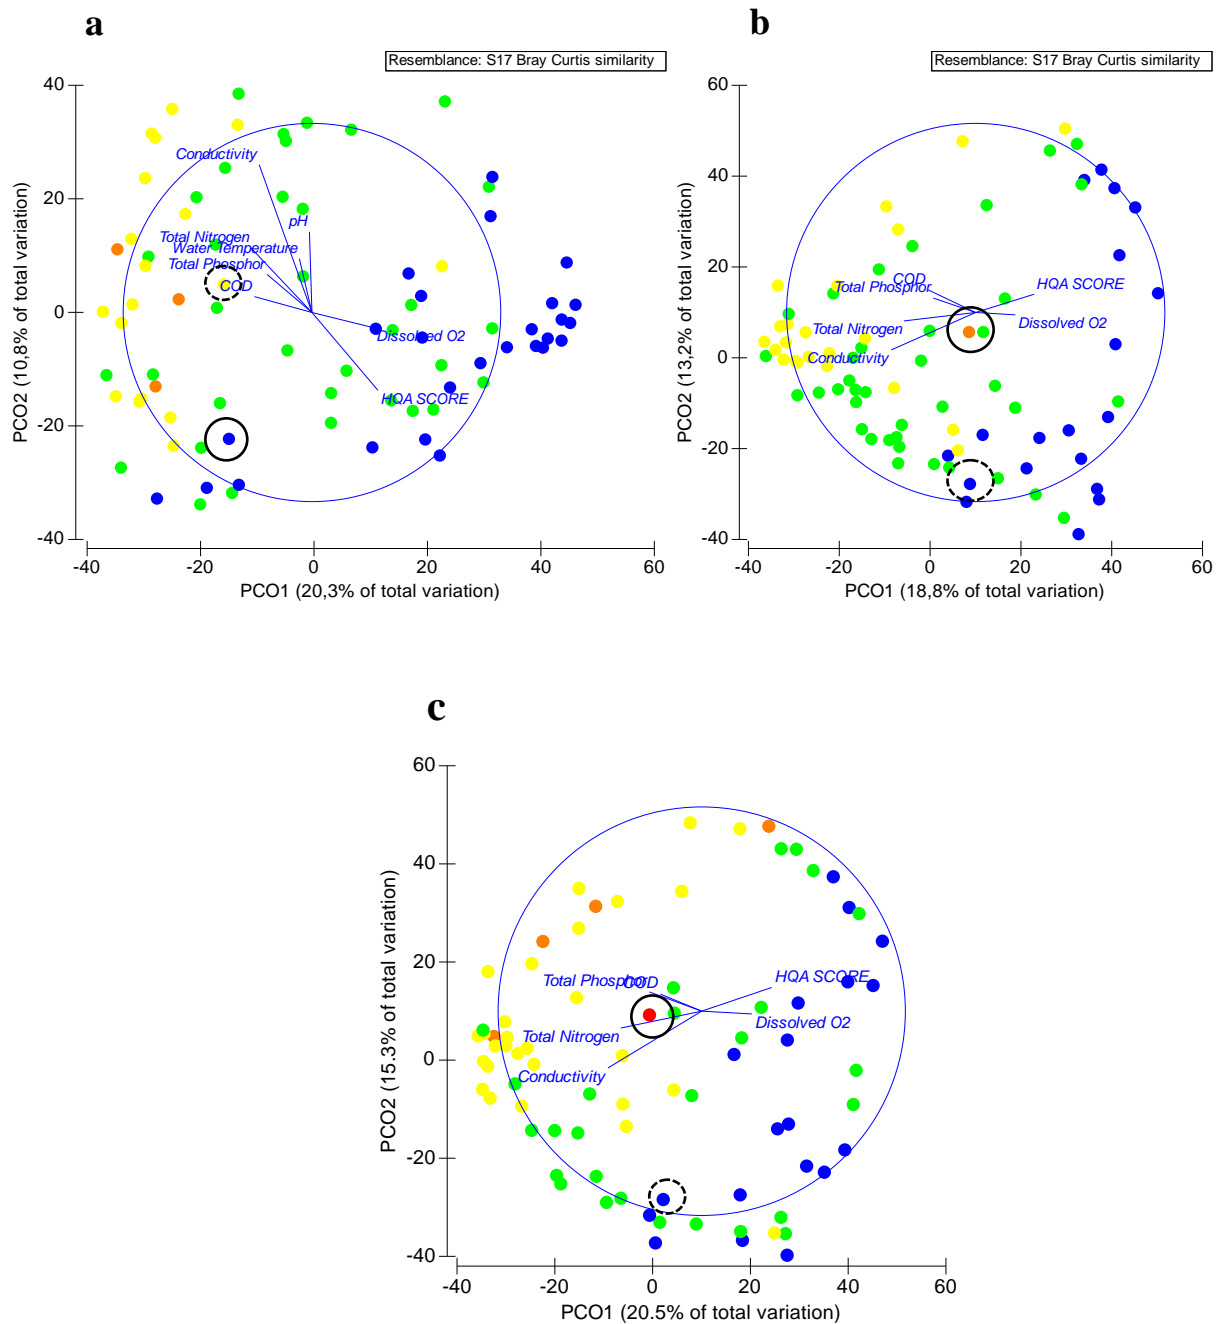 a
Resemblance: S17 Bray Curtis similarity
40
20
0
-20
-40
PCO2 (10,8% of total variation)
Conductivity
pH
Total Nitrogen
Water Temperature
Total Phosphor
COD
Dissolved O2
HQA SCORE
-40
-20
0
20
40
60
PCO1 (20,3% of total variation)
b
Resemblance: S17 Bray Curtis similarity
60
40
20
0
-20
-40
PCO2 (13,2% of total variation)
COD
Total Phosphor
HQA SCORE
Total Nitrogen
Dissolved O2
Conductivity
-40
-20
0
20
40
60
PCO1 (18,8% of total variation)
c
60
40
20
0
-20
-40
PCO2 (15.3% of total variation)
Total Phosphor
COD
HQA SCORE
Total Nitrogen
Dissolved O2
Conductivity
-40
-20
0
20
40
60
PCO1 (20.5% of total variation)